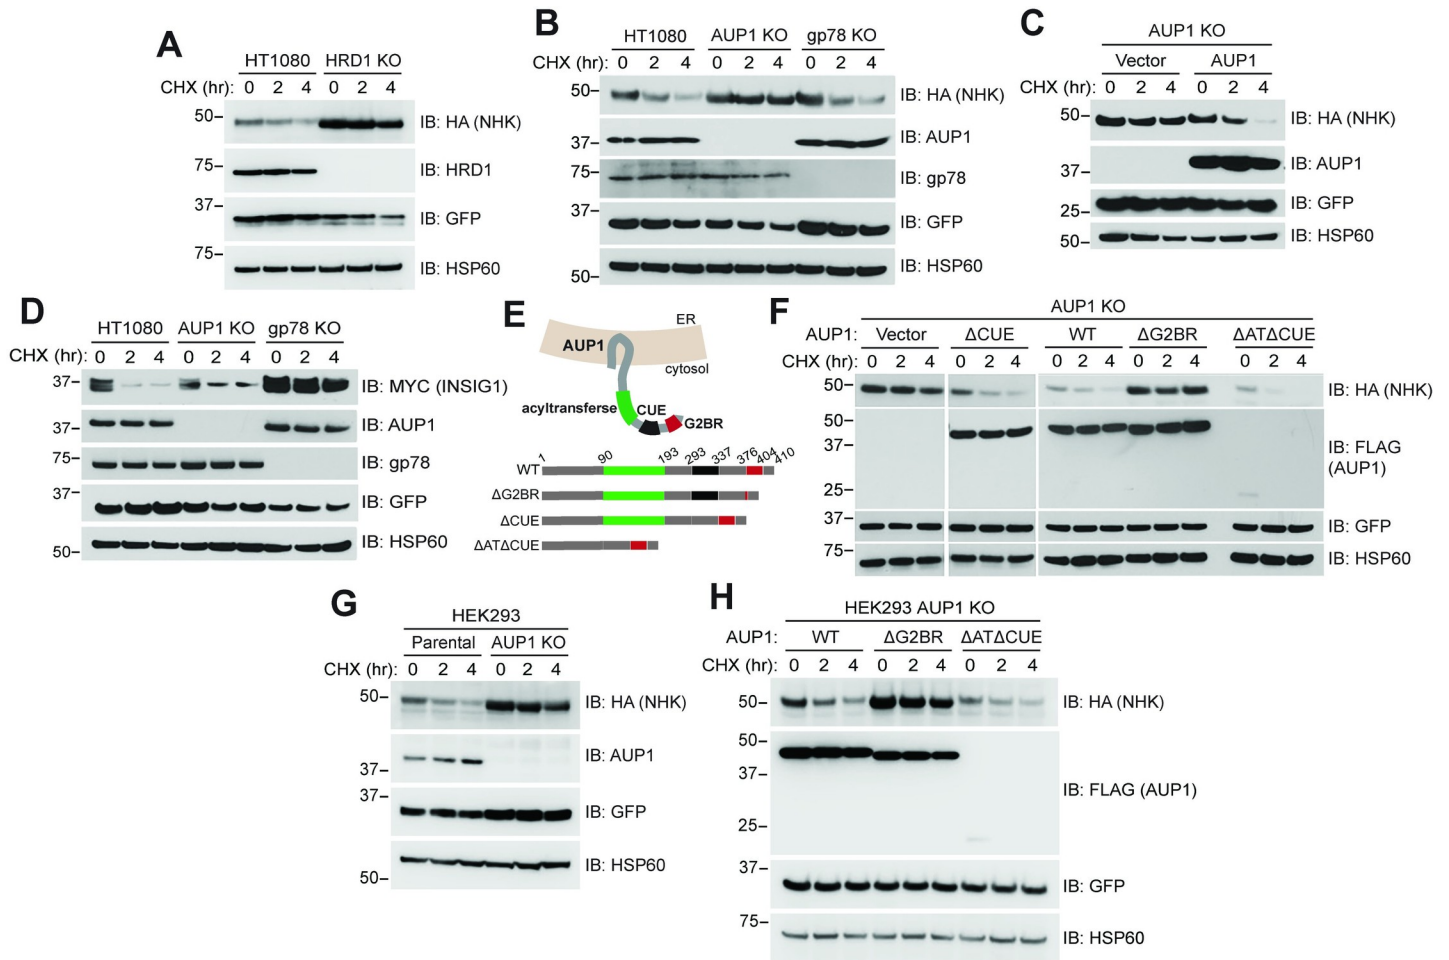 A
HT1080 HRD1 KO
CHX (hr): 0 2 4 0 2 4
50– IB: HA (NHK)
75– IB: HRD1
37– IB: GFP
75– IB: HSP60
B
HT1080 AUP1 KO gp78 KO
CHX (hr): 0 2 4 0 2 4 0 2 4
50– IB: HA (NHK)
37– IB: AUP1
75– IB: gp78
37– IB: GFP
50– IB: HSP60
C
AUP1 KO
Vector AUP1
CHX (hr): 0 2 4 0 2 4
50– IB: HA (NHK)
37– IB: AUP1
25– IB: GFP
50– IB: HSP60
D
HT1080 AUP1 KO gp78 KO
CHX (hr): 0 2 4 0 2 4 0 2 4
37– IB: MYC (INSIG1)
37– IB: AUP1
75– IB: gp78
37– IB: GFP
50– IB: HSP60
E
ER
AUP1
cytosol
acyltransferse CUE G2BR
1 90 193 293 337 376 404 410
WT
ΔG2BR
ΔCUE
ΔATΔCUE
F
AUP1 KO
AUP1: Vector ΔCUE WT ΔG2BR ΔATΔCUE
CHX (hr): 0 2 4 0 2 4 0 2 4 0 2 4 0 2 4
50– IB: HA (NHK)
50–
37– IB: FLAG
(AUP1)
25–
37– IB: GFP
75– IB: HSP60
G
HEK293
Parental AUP1 KO
CHX (hr): 0 2 4 0 2 4
50– IB: HA (NHK)
37– IB: AUP1
37– IB: GFP
50– IB: HSP60
H
HEK293 AUP1 KO
AUP1: WT ΔG2BR ΔATΔCUE
CHX (hr): 0 2 4 0 2 4 0 2 4
50– IB: HA (NHK)
50–
37– IB: FLAG (AUP1)
25–
37– IB: GFP
75– IB: HSP60